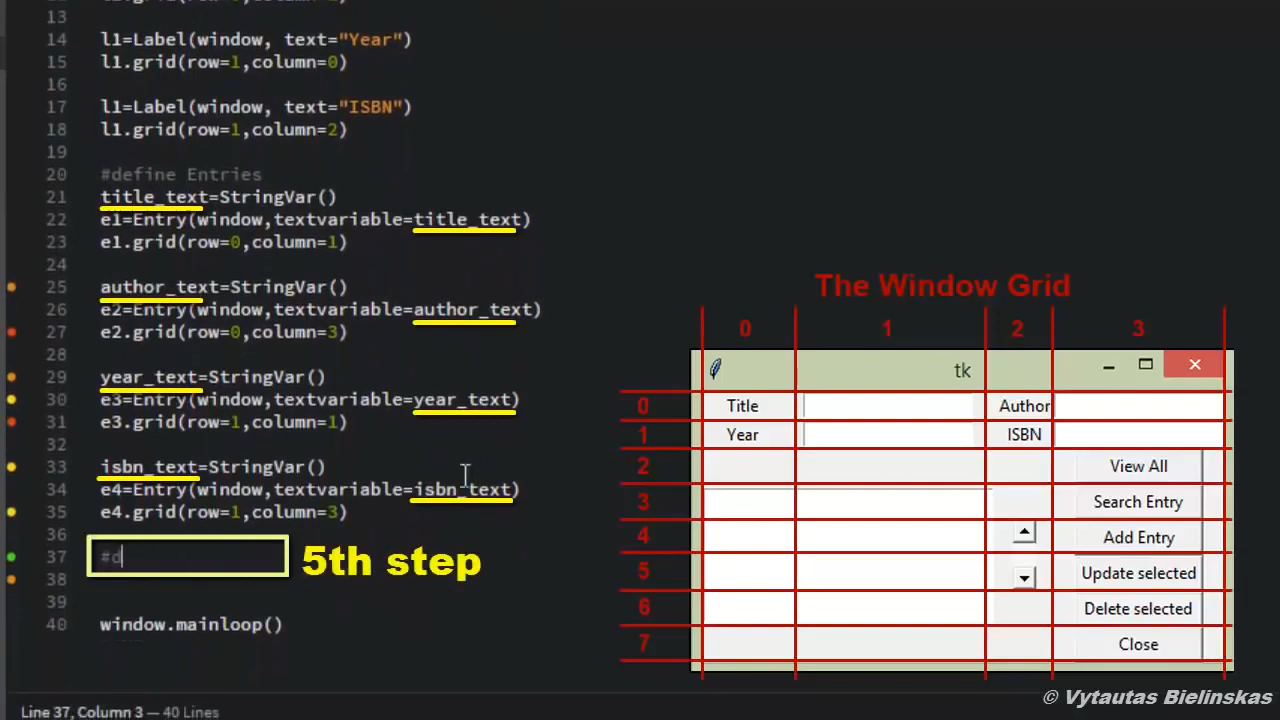 13
14 l1=Label(window, text="Year")
15 l1.grid(row=1,column=0)
16
17 l1=Label(window, text="ISBN")
18 l1.grid(row=1,column=2)
19
20 #define Entries
21 title_text=StringVar()
22 e1=Entry(window,textvariable=title_text)
23 e1.grid(row=0,column=1)
24
25 author_text=StringVar()
26 e2=Entry(window,textvariable=author_text)
27 e2.grid(row=0,column=3)
28
29 year_text=StringVar()
30 e3=Entry(window,textvariable=year_text)
31 e3.grid(row=1,column=1)
32
33 isbn_text=StringVar()
34 e4=Entry(window,textvariable=isbn_text)
35 e4.grid(row=1,column=3)
36
37 #d
5th step
38
39
40 window.mainloop()
Line 37, Column 3 — 40 Lines
The Window Grid
0 1 2 3
tk
0 Title Author
1 Year ISBN
2 View All
3 Search Entry
4 Add Entry
5 Update selected
6 Delete selected
7 Close
© Vytautas Bielinskas